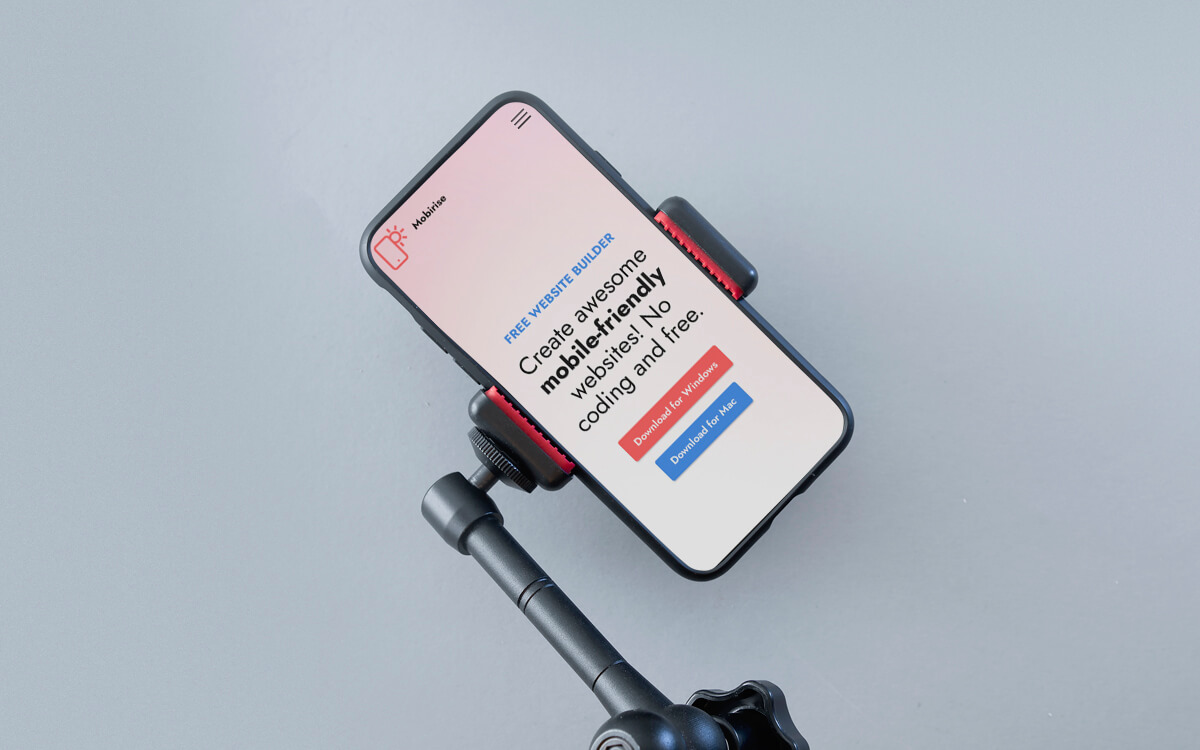 Mobirise
FREE WEBSITE BUILDER
Create awesome
mobile-friendly
websites! No
coding and free.
Download for Windows
Download for Mac